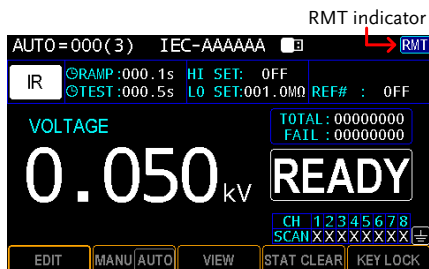 RMT indicator
AUTO=000(3) IEC-AAAAAA RMT
IR
RAMP:000.1s HI SET: OFF
TEST:000.5s LO SET:001.0MΩ REF# : OFF
VOLTAGE
TOTAL:00000000
FAIL:00000000
0.050kV
READY
CH 12345678
SCAN XXXXXXXX
EDIT MANU AUTO VIEW STAT CLEAR KEY LOCK